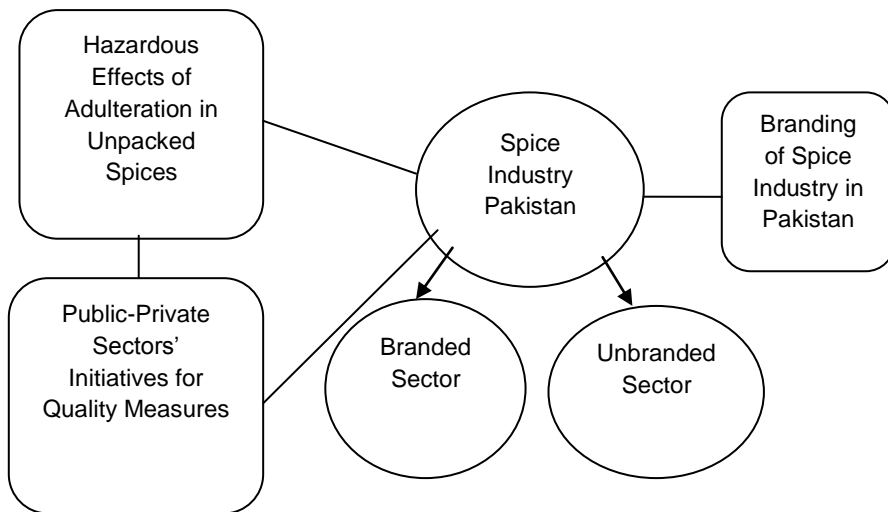 Hazardous
Effects of
Adulteration in
Unpacked
Spices
Spice
Industry
Pakistan
Branding
of Spice
Industry in
Pakistan
Public-Private
Sectors’
Initiatives for
Quality Measures
Branded
Sector
Unbranded
Sector